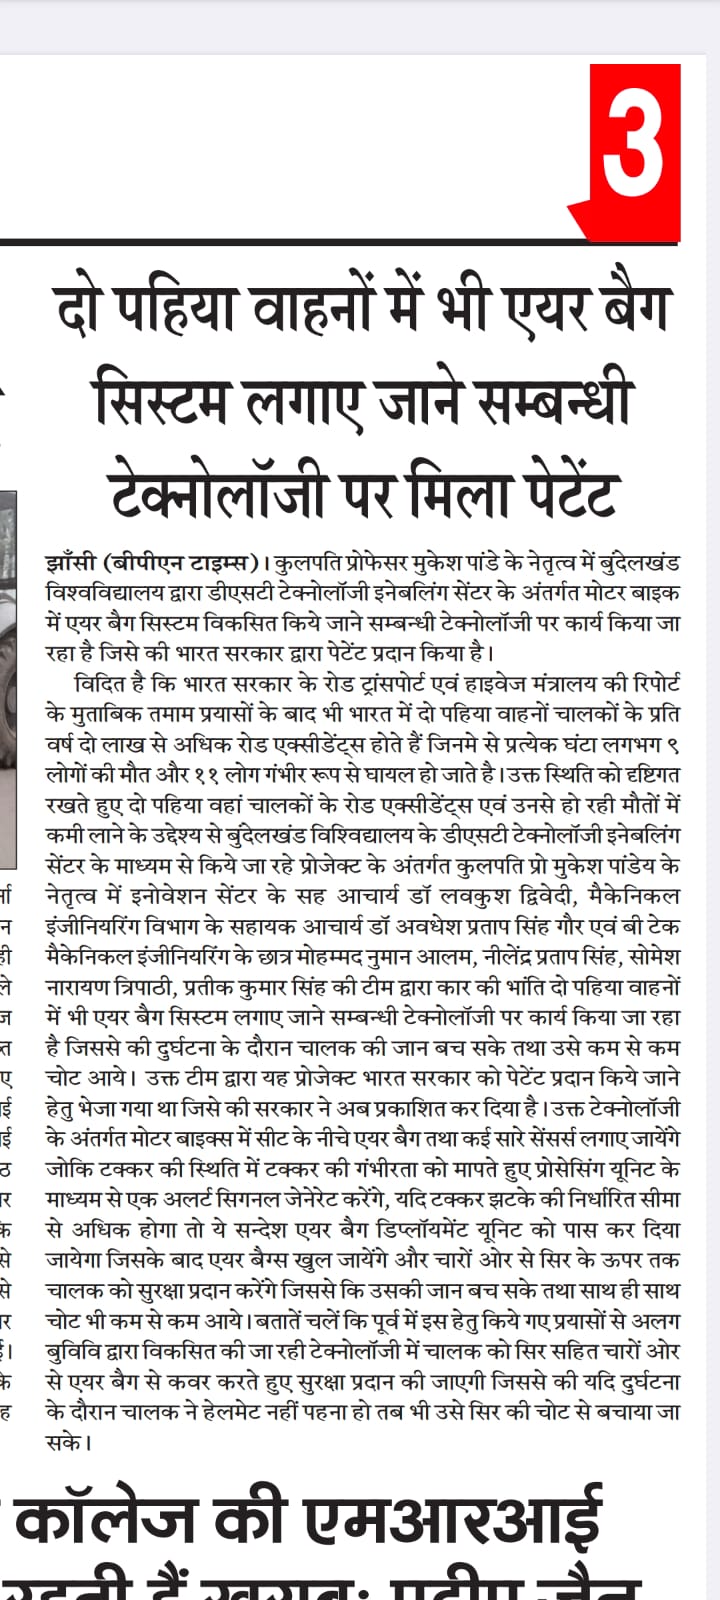 3
दो पहिया वाहनों में भी एयर बैग
सिस्टम लगाए जाने सम्बन्धी
टेक्नोलॉजी पर मिला पेटेंट
झाँसी (बीपीएन टाइम्स)। कुलपति प्रोफेसर मुकेश पांडे के नेतृत्व में बुंदेलखंड
विश्वविद्यालय द्वारा डीएसटी टेक्नोलॉजी इनेबलिंग सेंटर के अंतर्गत मोटर बाइक
में एयर बैग सिस्टम विकसित किये जाने सम्बन्धी टेक्नोलॉजी पर कार्य किया जा
रहा है जिसे की भारत सरकार द्वारा पेटेंट प्रदान किया है।
विदित है कि भारत सरकार के रोड ट्रांसपोर्ट एवं हाइवेज मंत्रालय की रिपोर्ट
के मुताबिक तमाम प्रयासों के बाद भी भारत में दो पहिया वाहनों चालकों के प्रति
वर्ष दो लाख से अधिक रोड एक्सीडेंट्स होते हैं जिनमे से प्रत्येक घंटा लगभग ९
लोगों की मौत और ११ लोग गंभीर रूप से घायल हो जाते है। उक्त स्थिति को दृष्टिगत
रखते हुए दो पहिया वहां चालकों के रोड एक्सीडेंट्स एवं उनसे हो रही मौतों में
कमी लाने के उद्देश्य से बुंदेलखंड विश्विद्यालय के डीएसटी टेक्नोलॉजी इनेबलिंग
सेंटर के माध्यम से किये जा रहे प्रोजेक्ट के अंतर्गत कुलपति प्रो मुकेश पांडेय के
नेतृत्व में इनोवेशन सेंटर के सह आचार्य डॉ लवकुश द्विवेदी, मैकेनिकल
इंजीनियरिंग विभाग के सहायक आचार्य डॉ अवधेश प्रताप सिंह गौर एवं बी टेक
मैकेनिकल इंजीनियरिंग के छात्र मोहम्मद नुमान आलम, नीलेंद्र प्रताप सिंह, सोमेश
नारायण त्रिपाठी, प्रतीक कुमार सिंह की टीम द्वारा कार की भांति दो पहिया वाहनों
में भी एयर बैग सिस्टम लगाए जाने सम्बन्धी टेक्नोलॉजी पर कार्य किया जा रहा
है जिससे की दुर्घटना के दौरान चालक की जान बच सके तथा उसे कम से कम
चोट आये। उक्त टीम द्वारा यह प्रोजेक्ट भारत सरकार को पेटेंट प्रदान किये जाने
हेतु भेजा गया था जिसे की सरकार ने अब प्रकाशित कर दिया है। उक्त टेक्नोलॉजी
के अंतर्गत मोटर बाइक्स में सीट के नीचे एयर बैग तथा कई सारे सेंसर्स लगाए जायेंगे
जोकि टक्कर की स्थिति में टक्कर की गंभीरता को मापते हुए प्रोसेसिंग यूनिट के
माध्यम से एक अलर्ट सिगनल जेनेरेट करेंगे, यदि टक्कर झटके की निर्धारित सीमा
से अधिक होगा तो ये सन्देश एयर बैग डिप्लॉयमेंट यूनिट को पास कर दिया
जायेगा जिसके बाद एयर बैग्स खुल जायेंगे और चारों ओर से सिर के ऊपर तक
चालक को सुरक्षा प्रदान करेंगे जिससे कि उसकी जान बच सके तथा साथ ही साथ
चोट भी कम से कम आये। बतातें चलें कि पूर्व में इस हेतु किये गए प्रयासों से अलग
बुविवि द्वारा विकसित की जा रही टेक्नोलॉजी में चालक को सिर सहित चारों ओर
से एयर बैग से कवर करते हुए सुरक्षा प्रदान की जाएगी जिससे की यदि दुर्घटना
के दौरान चालक ने हेलमेट नहीं पहना हो तब भी उसे सिर की चोट से बचाया जा
सके।
कॉलेज की एमआरआई